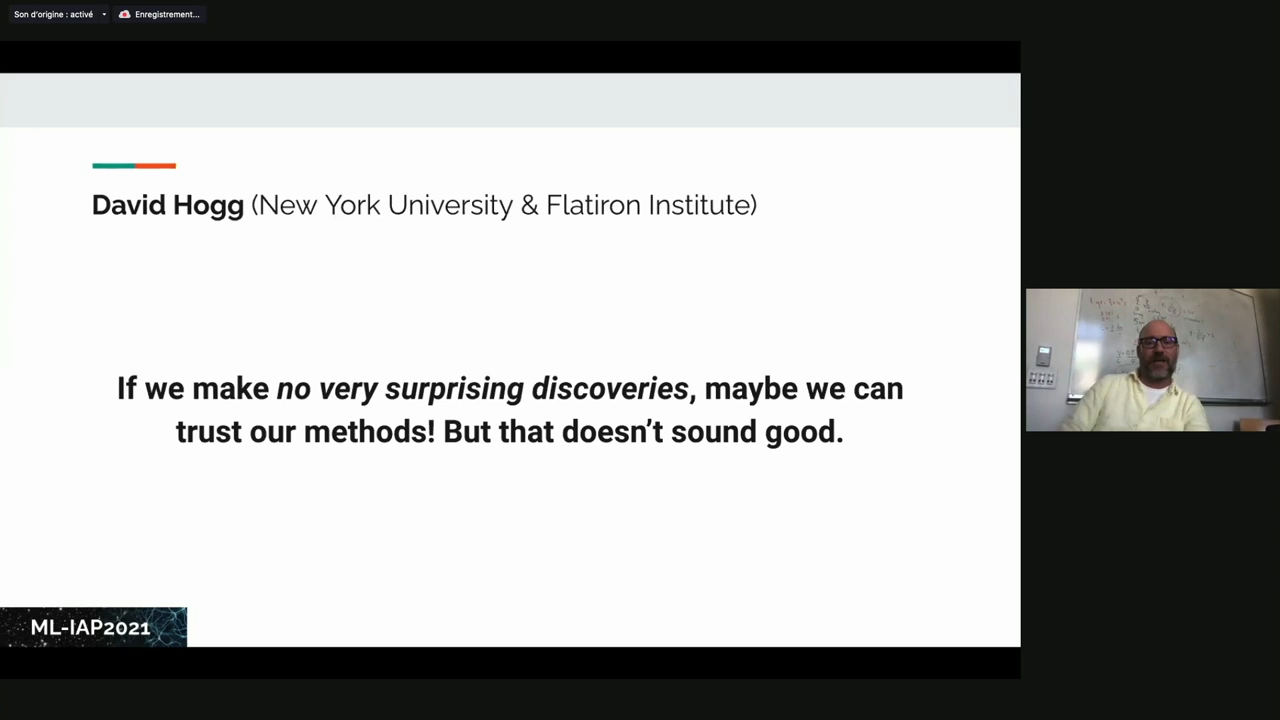 Son d'origine : activé
Enregistrement...
David Hogg (New York University & Flatiron Institute)
If we make no very surprising discoveries, maybe we can
trust our methods! But that doesn't sound good.
ML-IAP2021